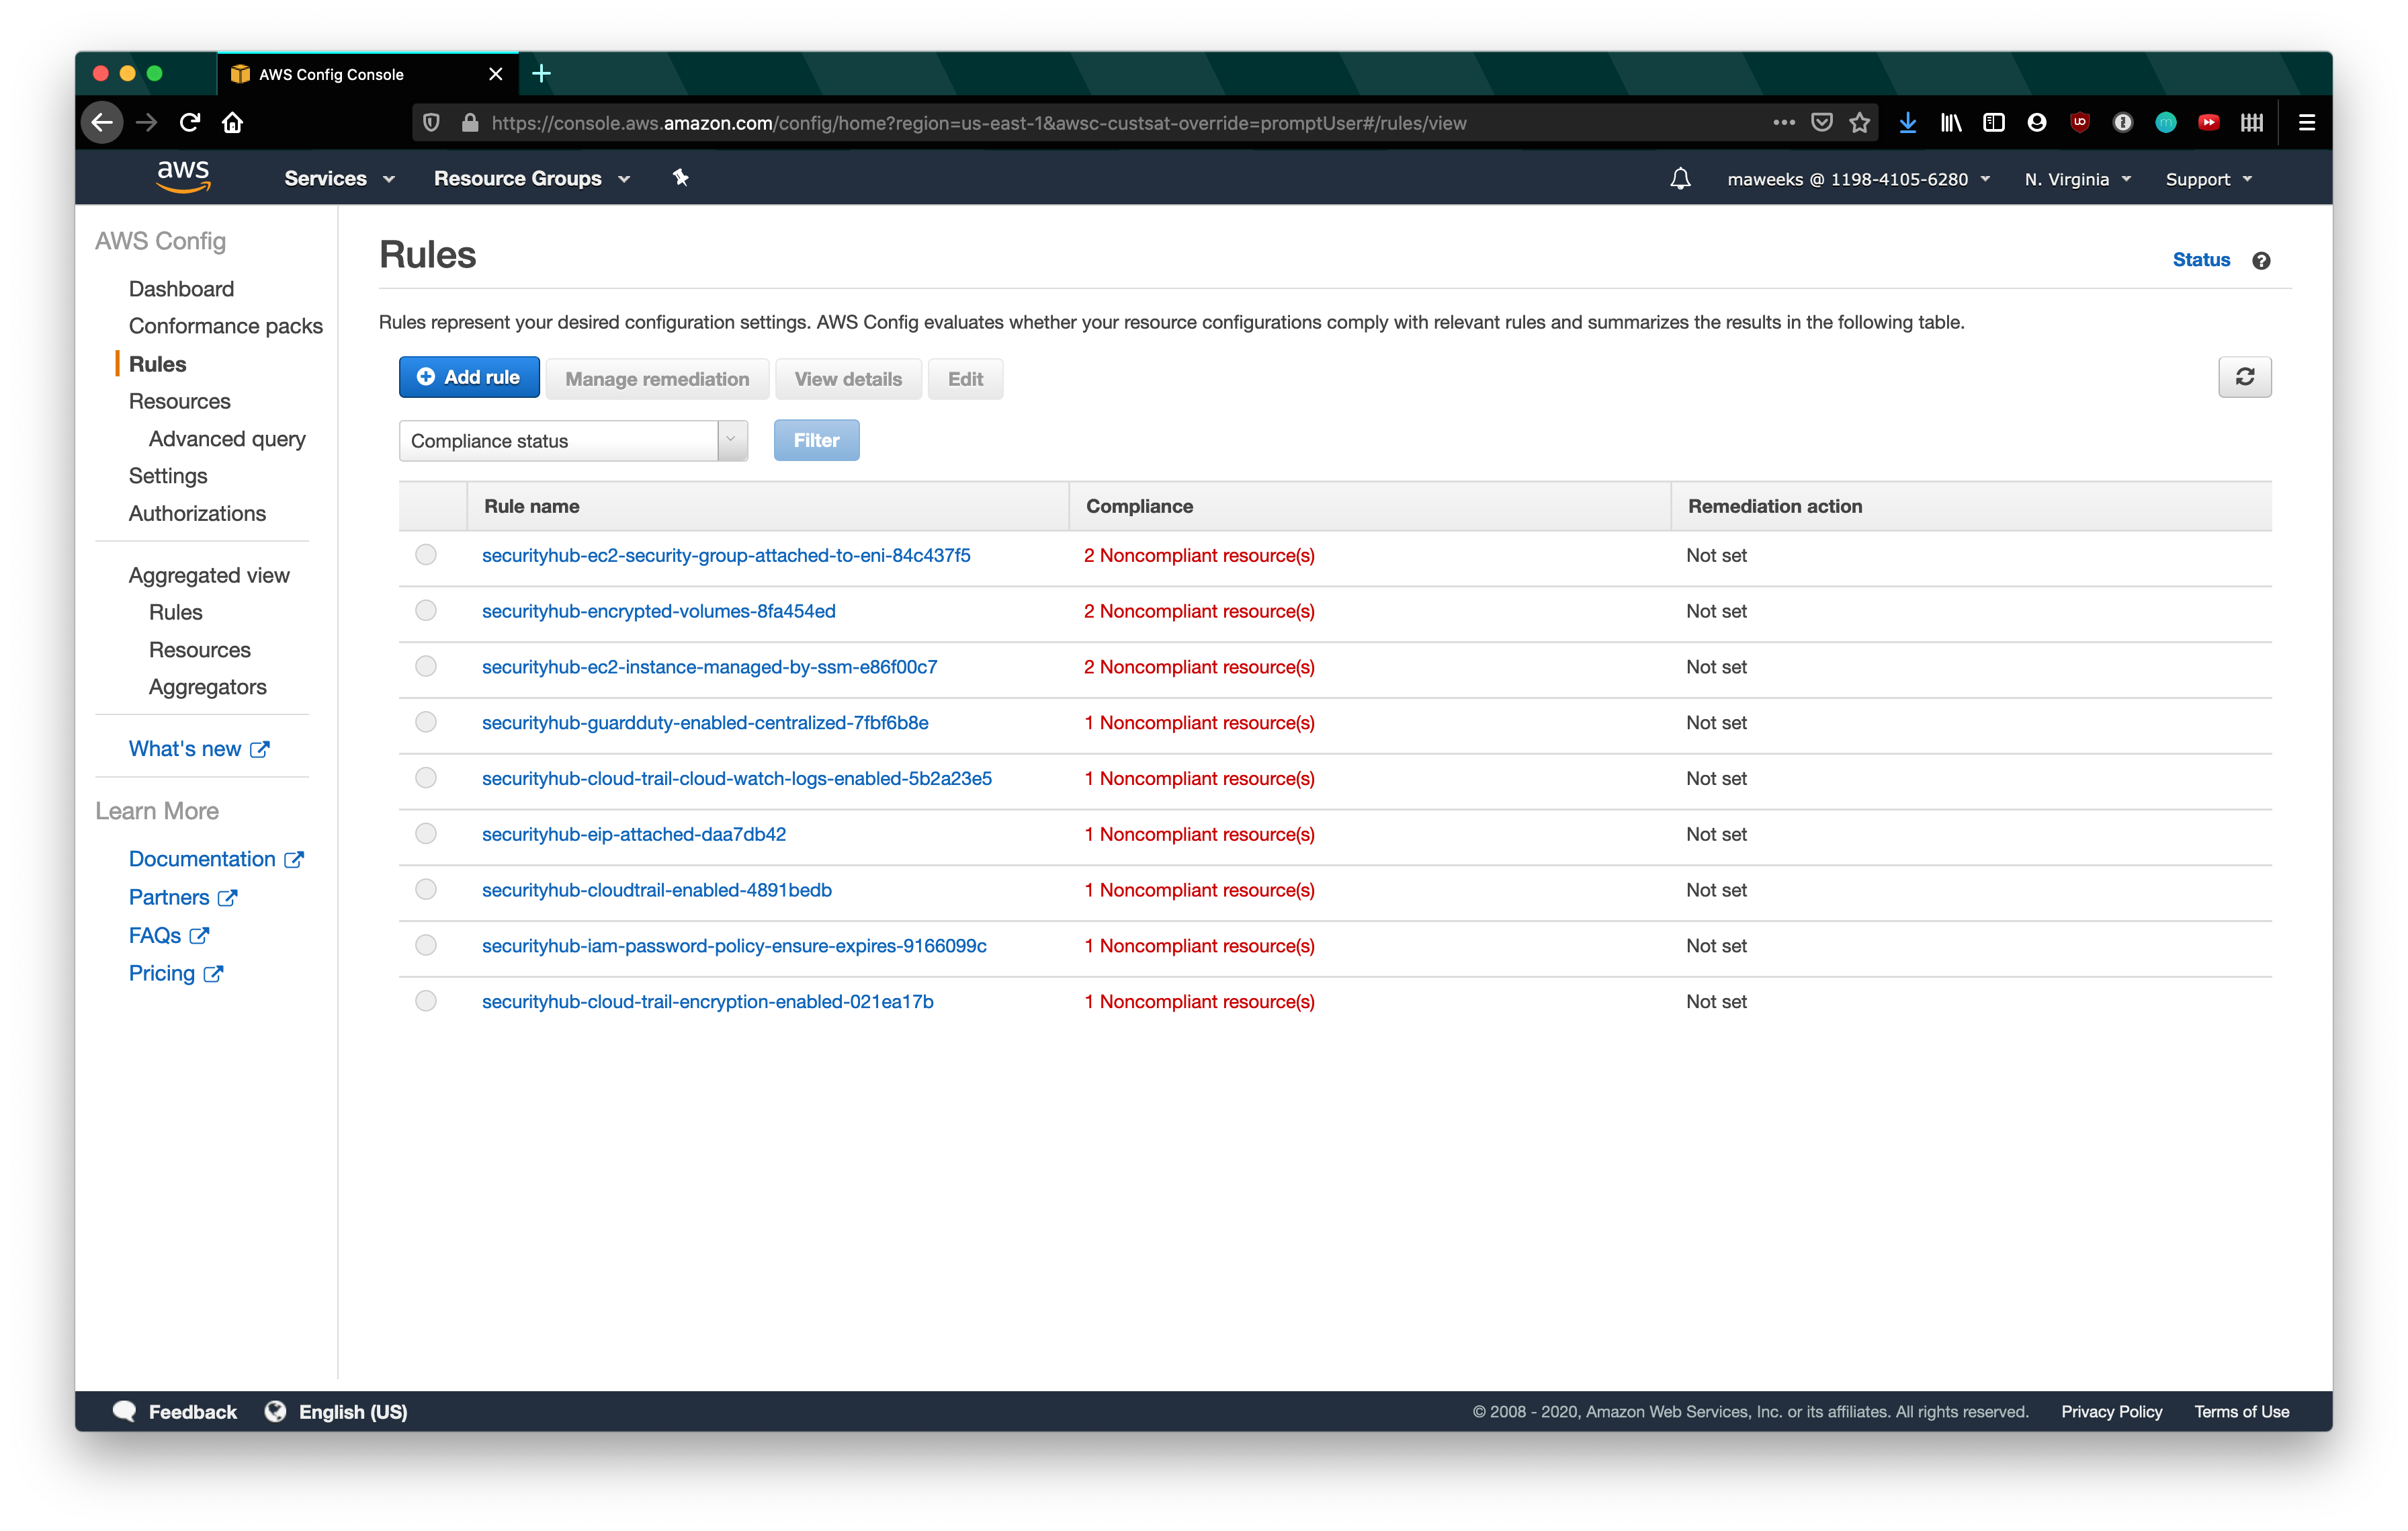 AWS Config Console
https://console.aws.amazon.com/config/home?region=us-east-1&awsc-custsat-override=promptUser#/rules/view
aws
Services
Resource Groups
maweeks @ 1198-4105-6280
N. Virginia
Support
AWS Config
Dashboard
Conformance packs
Rules
Resources
Advanced query
Settings
Authorizations
Aggregated view
Rules
Resources
Aggregators
What's new
Learn More
Documentation
Partners
FAQs
Pricing
Rules
Status
Rules represent your desired configuration settings. AWS Config evaluates whether your resource configurations comply with relevant rules and summarizes the results in the following table.
Add rule
Manage remediation
View details
Edit
Compliance status
Filter
Rule name Compliance Remediation action
securityhub-ec2-security-group-attached-to-eni-84c437f5 2 Noncompliant resource(s) Not set
securityhub-encrypted-volumes-8fa454ed 2 Noncompliant resource(s) Not set
securityhub-ec2-instance-managed-by-ssm-e86f00c7 2 Noncompliant resource(s) Not set
securityhub-guardduty-enabled-centralized-7fbf6b8e 1 Noncompliant resource(s) Not set
securityhub-cloud-trail-cloud-watch-logs-enabled-5b2a23e5 1 Noncompliant resource(s) Not set
securityhub-eip-attached-daa7db42 1 Noncompliant resource(s) Not set
securityhub-cloudtrail-enabled-4891bedb 1 Noncompliant resource(s) Not set
securityhub-iam-password-policy-ensure-expires-9166099c 1 Noncompliant resource(s) Not set
securityhub-cloud-trail-encryption-enabled-021ea17b 1 Noncompliant resource(s) Not set
Feedback
English (US)
© 2008 - 2020, Amazon Web Services, Inc. or its affiliates. All rights reserved.
Privacy Policy
Terms of Use